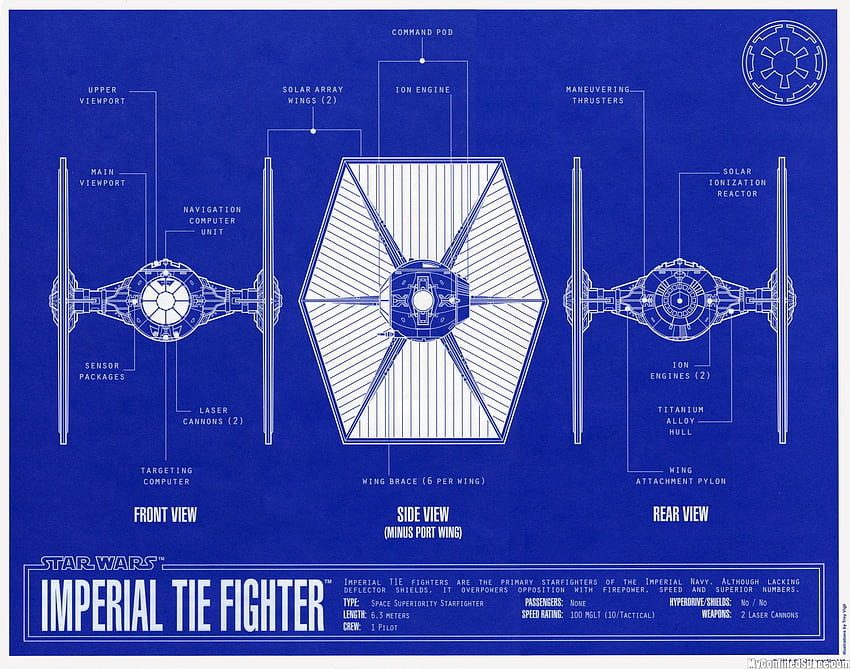 COMMAND POD
UPPER
VIEWPORT
SOLAR ARRAY
WINGS (2)
ION ENGINE
MANEUVERING
THRUSTERS
MAIN
VIEWPORT
SOLAR
IONIZATION
REACTOR
NAVIGATION
COMPUTER
UNIT
SENSOR
PACKAGES
ION
ENGINES (2)
LASER
CANNONS (2)
TITANIUM
ALLOY
HULL
TARGETING
COMPUTER
WING BRACE (6 PER WING)
WING
ATTACHMENT PYLON
FRONT VIEW
SIDE VIEW
(MINUS PORT WING)
REAR VIEW
STAR WARS™
IMPERIAL TIE FIGHTER™
IMPERIAL TIE FIGHTERS ARE THE PRIMARY STARFIGHTERS OF THE IMPERIAL NAVY. ALTHOUGH LACKING
DEFLECTOR SHIELDS, IT OVERPOWERS OPPOSITION WITH FIREPOWER, SPEED AND SUPERIOR NUMBERS.
TYPE: SPACE SUPERIORITY STARFIGHTER
LENGTH: 6.3 METERS
CREW: 1 PILOT
PASSENGERS: NONE
SPEED RATING: 100 MGLT (10/TACTICAL)
HYPERDRIVE/SHIELDS: NO / NO
WEAPONS: 2 LASER CANNONS
Illustrations by Troy Vigil
MyConfinedSpace.com